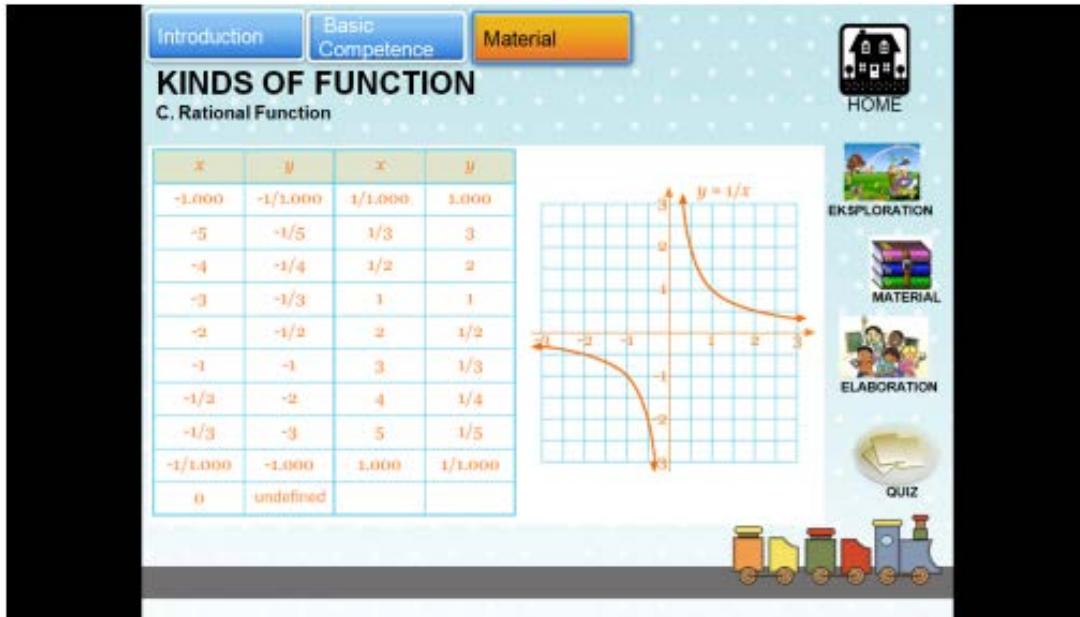 Introduction
Basic
Competence
Material
KINDS OF FUNCTION
C. Rational Function
HOME
x y x y
-1.000 -1/1.000 1/1.000 1.000
-5 -1/5 1/3 3
-4 -1/4 1/2 2
-3 -1/3 1 1
-2 -1/2 2 1/2
-1 -1 3 1/3
-1/2 -2 4 1/4
-1/3 -3 5 1/5
-1/1.000 -1.000 1.000 1/1.000
0 undefined
y = 1/x
3
2
1
-3 -2 -1 1 2 3
-1
-2
-3
EKSPLORATION
MATERIAL
ELABORATION
QUIZ